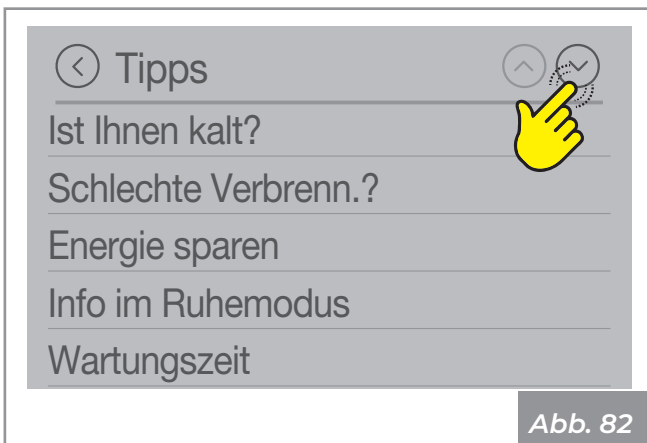 Tipps
Ist Ihnen kalt?
Schlechte Verbrenn.?
Energie sparen
Info im Ruhemodus
Wartungszeit
Abb. 82